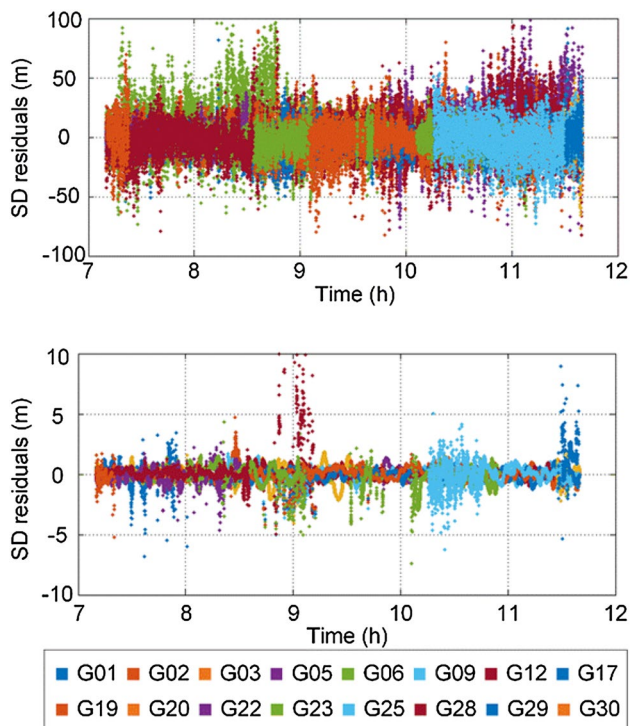 100
50
0
-50
-100
SD residuals (m)
7 8 9 10 11 12
Time (h)
10
5
0
-5
-10
SD residuals (m)
7 8 9 10 11 12
Time (h)
G01 G02 G03 G05 G06 G09 G12 G17
G19 G20 G22 G23 G25 G28 G29 G30